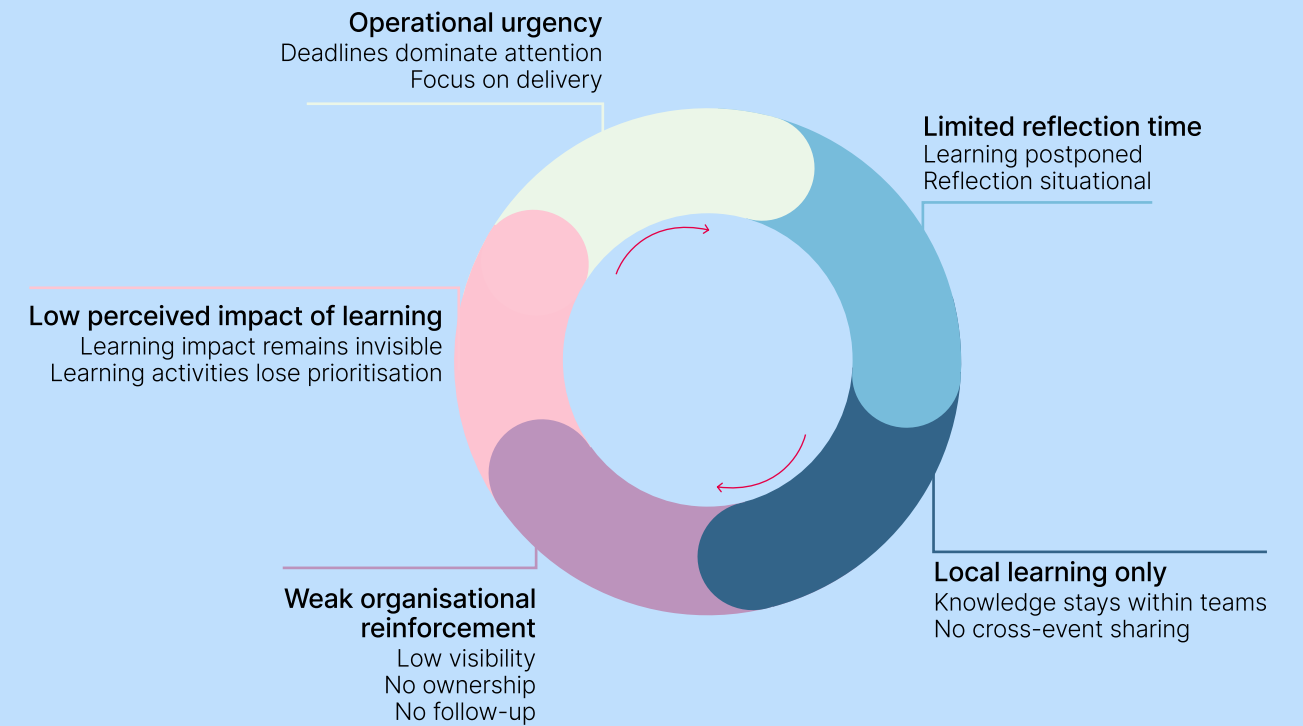 Operational urgency
Deadlines dominate attention
Focus on delivery
Limited reflection time
Learning postponed
Reflection situational
Local learning only
Knowledge stays within teams
No cross-event sharing
Weak organisational
reinforcement
Low visibility
No ownership
No follow-up
Low perceived impact of learning
Learning impact remains invisible
Learning activities lose prioritisation